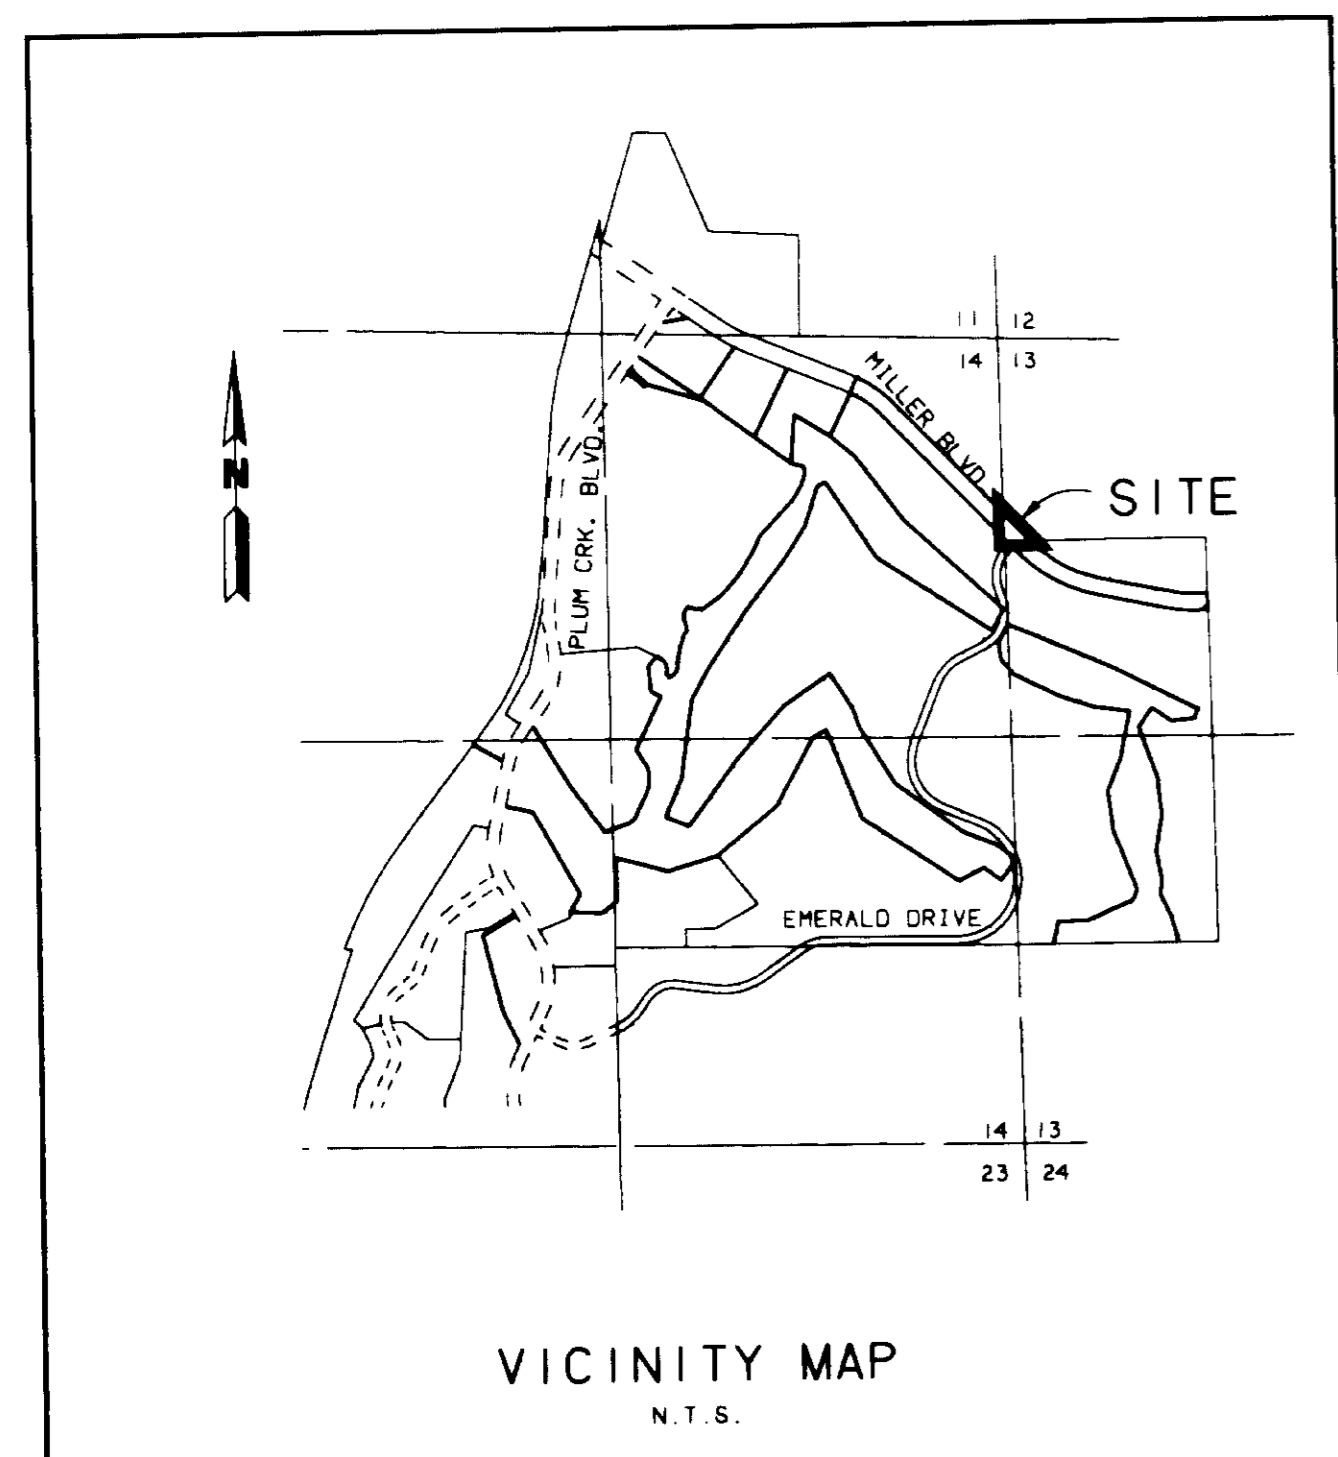 11 12
14 13
MILLER BLVD.
N
PLUM CRK. BLVD.
SITE
EMERALD DRIVE
14 13
23 24
VICINITY MAP
N.T.S.